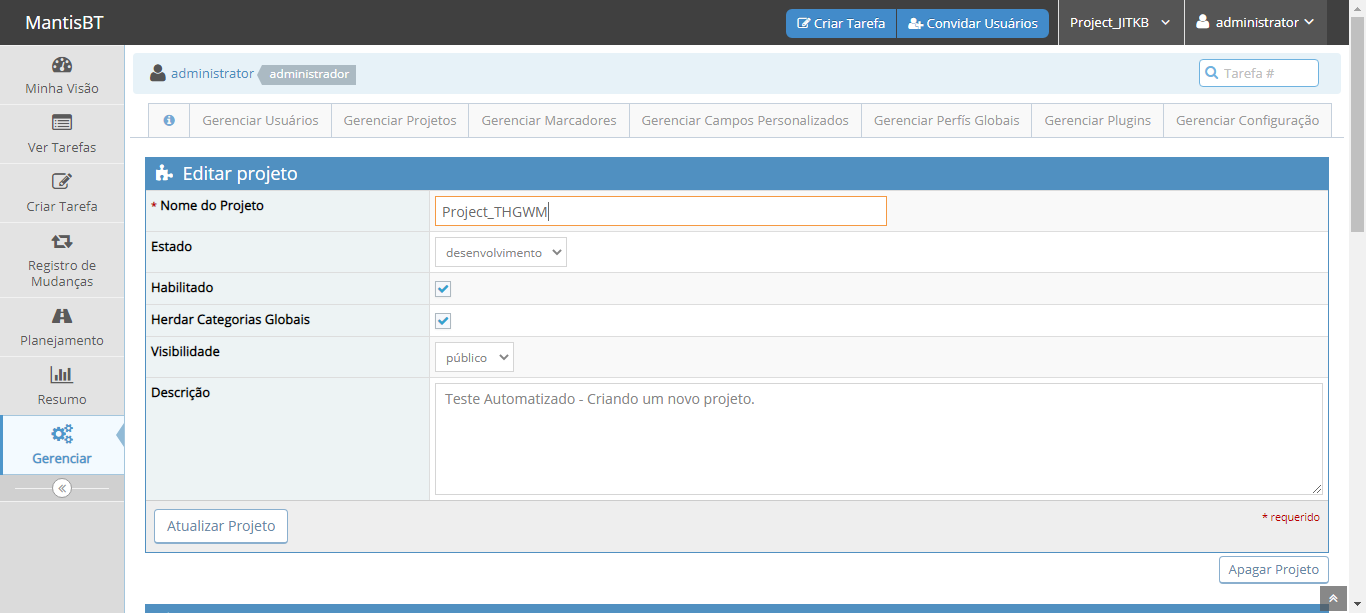 MantisBT
Criar Tarefa
Convidar Usuários
Project_JITKB
administrator
Minha Visão
Ver Tarefas
Criar Tarefa
Registro de
Mudanças
Planejamento
Resumo
Gerenciar
administrator administrador
Tarefa #
Gerenciar Usuários
Gerenciar Projetos
Gerenciar Marcadores
Gerenciar Campos Personalizados
Gerenciar Perfís Globais
Gerenciar Plugins
Gerenciar Configuração
Editar projeto
* Nome do Projeto
Project_THGWM
Estado
desenvolvimento
Habilitado
Herdar Categorias Globais
Visibilidade
público
Descrição
Teste Automatizado - Criando um novo projeto.
Atualizar Projeto
* requerido
Apagar Projeto